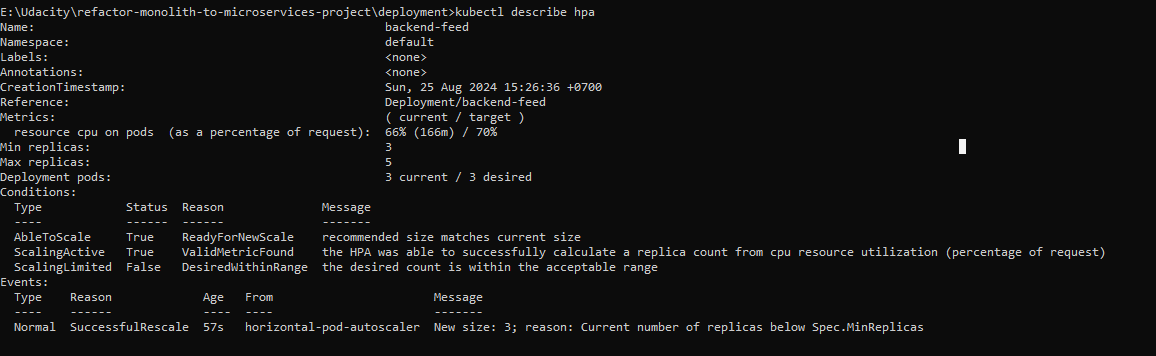 E:\Udacity\refactor-monolith-to-microservices-project\deployment>kubectl describe hpa
Name: backend-feed
Namespace: default
Labels: <none>
Annotations: <none>
CreationTimestamp: Sun, 25 Aug 2024 15:26:36 +0700
Reference: Deployment/backend-feed
Metrics: ( current / target )
  resource cpu on pods  (as a percentage of request): 66% (166m) / 70%
Min replicas: 3
Max replicas: 5
Deployment pods: 3 current / 3 desired
Conditions:
  Type            Status  Reason              Message
  ----            ------  ------              -------
  AbleToScale     True    ReadyForNewScale    recommended size matches current size
  ScalingActive   True    ValidMetricFound    the HPA was able to successfully calculate a replica count from cpu resource utilization (percentage of request)
  ScalingLimited  False   DesiredWithinRange  the desired count is within the acceptable range
Events:
  Type    Reason             Age   From                       Message
  ----    ------             ----  ----                       -------
  Normal  SuccessfulRescale  57s   horizontal-pod-autoscaler  New size: 3; reason: Current number of replicas below Spec.MinReplicas